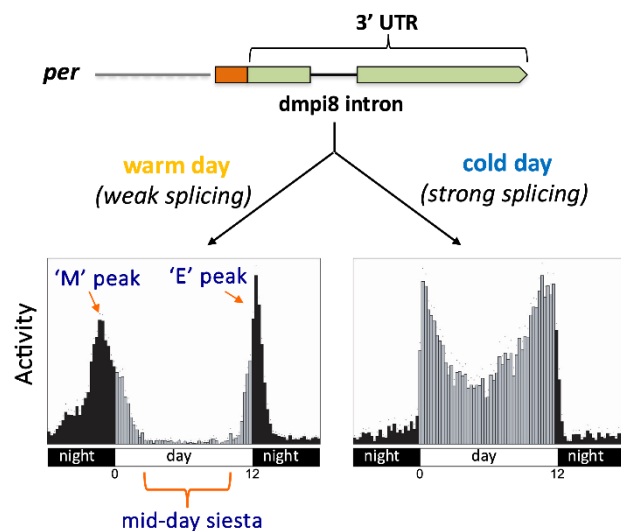 3’ UTR
per
dmpi8 intron
warm day
(weak splicing)
cold day
(strong splicing)
‘M’ peak
‘E’ peak
Activity
night day night
0 12
mid-day siesta
night day night
0 12